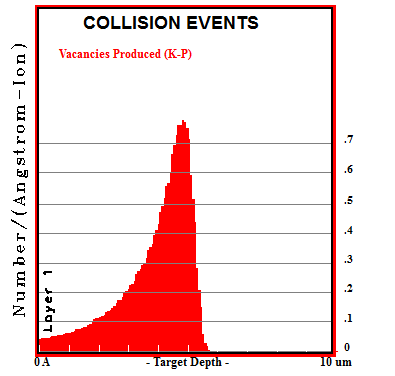 COLLISION EVENTS
Vacancies Produced (K-P)
Number/(Angstrom-Ion)
Layer 1
.7
.6
.5
.4
.3
.2
.1
0
0 A - Target Depth - 10 um